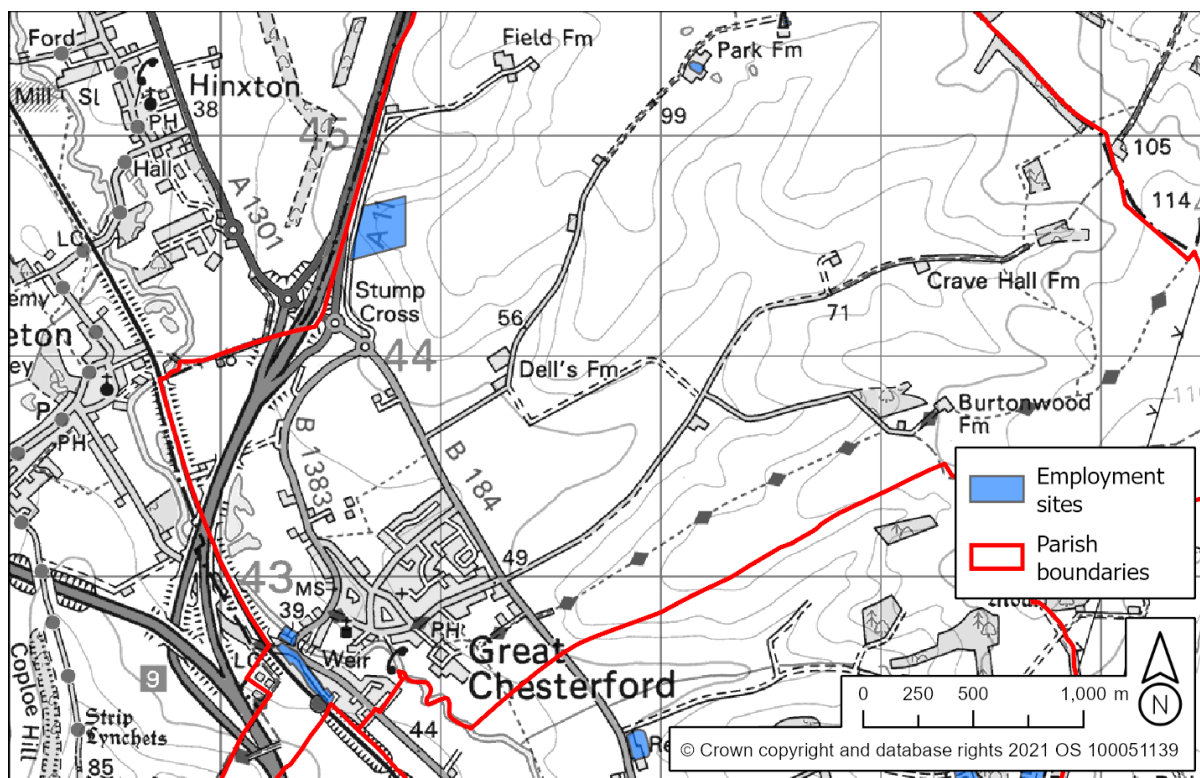 Ford
Field Fm
Park Fm
Hinxton
Mill
Sl
PH
38
99
45
105
Hall
A 1301
A 11
114
LC
Crave Hall Fm
Stump
Cross
56
71
44
Dell's Fm
Burtonwood
Fm
P
PH
B 1383
B 184
Employment
sites
Parish
boundaries
43
49
MS
39
PH
LC
Weir
Great
Chesterford
9
Coploe Hill
Strip
Lynchets
85
44
0 250 500 1,000 m
N
© Crown copyright and database rights 2021 OS 100051139